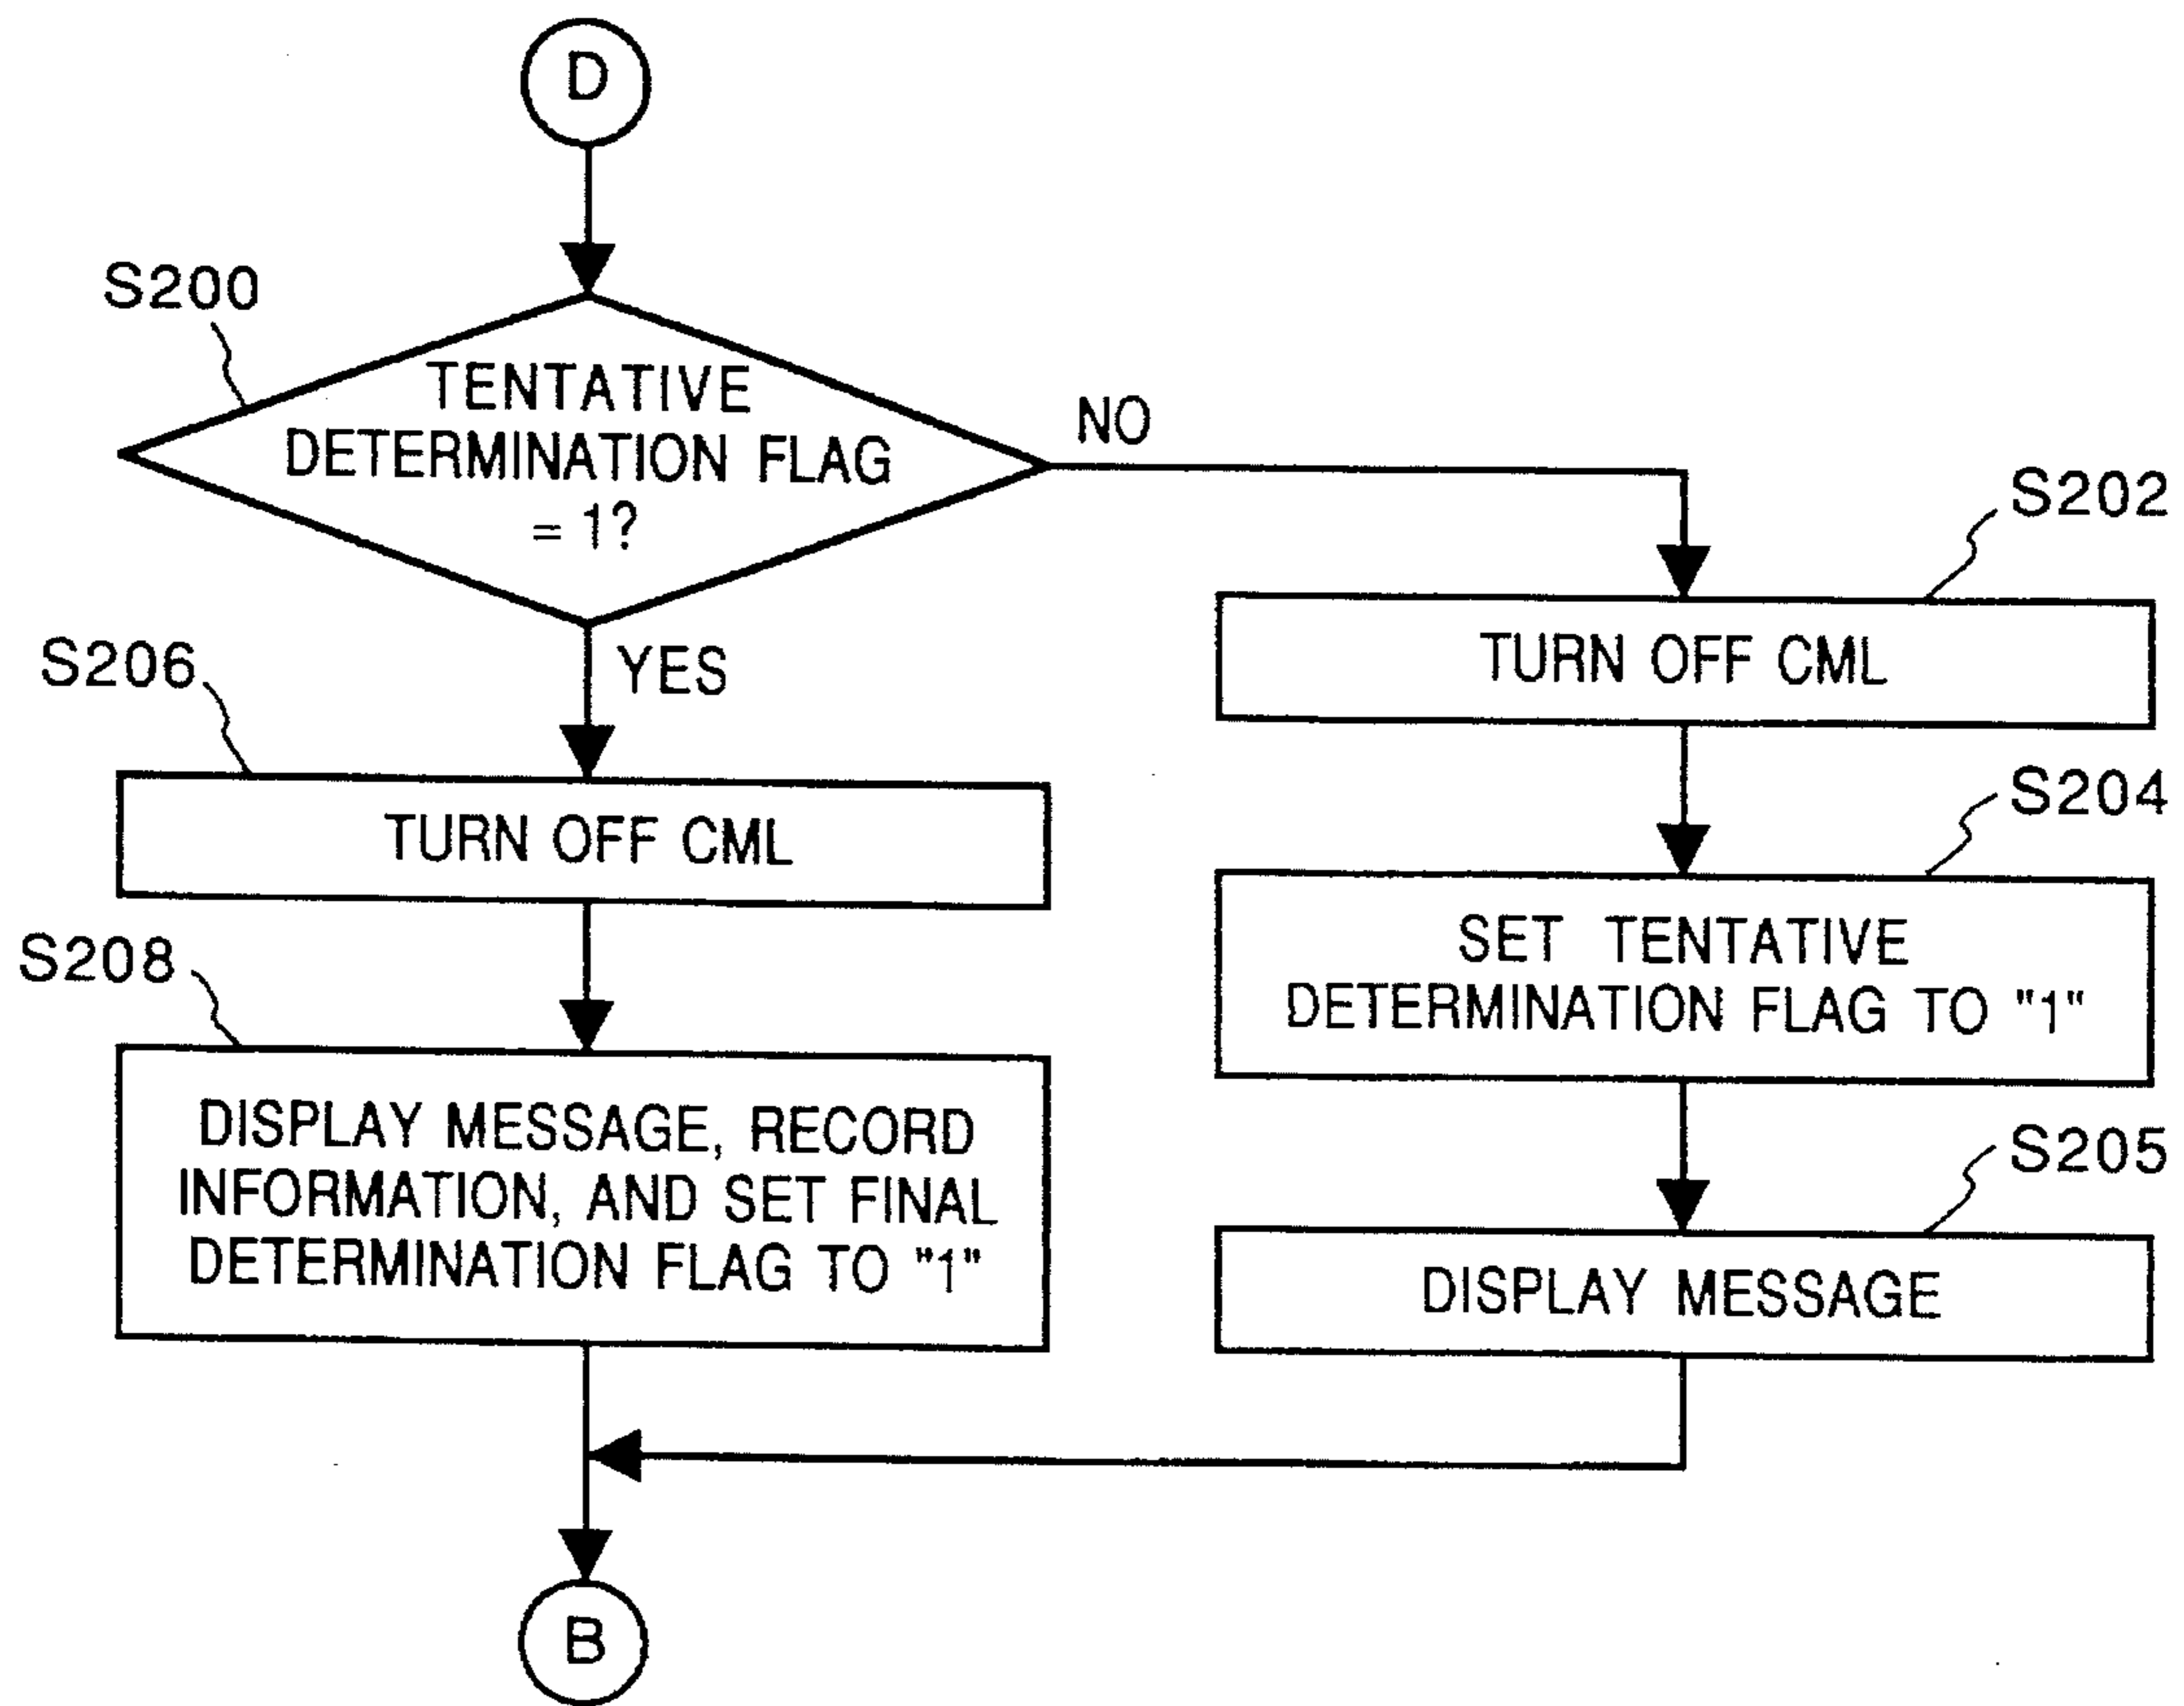 D
S200
TENTATIVE
DETERMINATION FLAG
= 1?
NO
YES
S202
TURN OFF CML
S204
SET TENTATIVE
DETERMINATION FLAG TO "1"
S205
DISPLAY MESSAGE
S206
TURN OFF CML
S208
DISPLAY MESSAGE, RECORD
INFORMATION, AND SET FINAL
DETERMINATION FLAG TO "1"
B